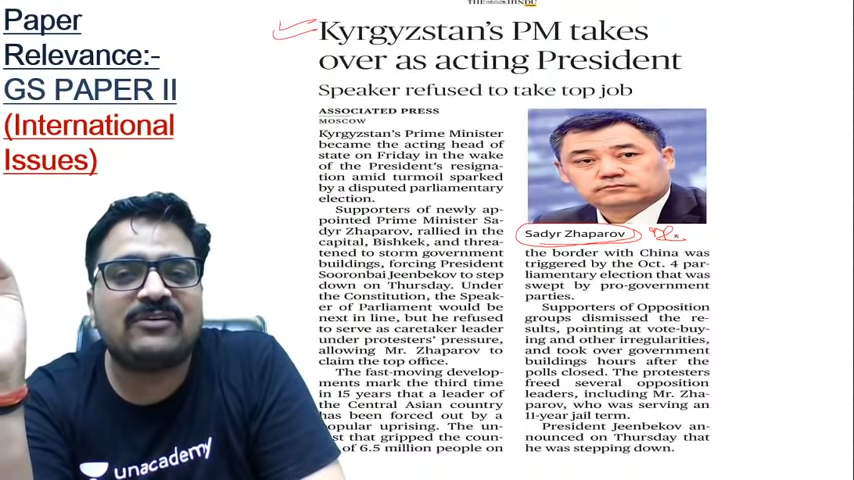 Paper
Relevance:-
GS PAPER II
(International
Issues)
THE HINDU
Kyrgyzstan's PM takes
over as acting President
Speaker refused to take top job
ASSOCIATED PRESS
MOSCOW
Kyrgyzstan's Prime Minister
became the acting head of
state on Friday in the wake
of the President's resigna-
tion amid turmoil sparked
by a disputed parliamentary
election.
Supporters of newly ap-
pointed Prime Minister Sa-
dyr Zhaparov, rallied in the
capital, Bishkek, and threa-
tened to storm government
buildings, forcing President
Sooronbai Jeenbekov to step
down on Thursday. Under
the Constitution, the Speak-
er of Parliament would be
next in line, but he refused
to serve as caretaker leader
under protesters' pressure,
allowing Mr. Zhaparov to
claim the top office.
The fast-moving develop-
ments mark the third time
in 15 years that a leader of
the Central Asian country
has been forced out by a
popular uprising. The un-
st that gripped the coun-
of 6.5 million people on
Sadyr Zhaparov
the border with China was
triggered by the Oct. 4 par-
liamentary election that was
swept by pro-government
parties.
Supporters of Opposition
groups dismissed the re-
sults, pointing at vote-buy-
ing and other irregularities,
and took over government
buildings hours after the
polls closed. The protesters
freed several opposition
leaders, including Mr. Zha-
parov, who was serving an
11-year jail term.
President Jeenbekov an-
nounced on Thursday that
he was stepping down.
unacademy